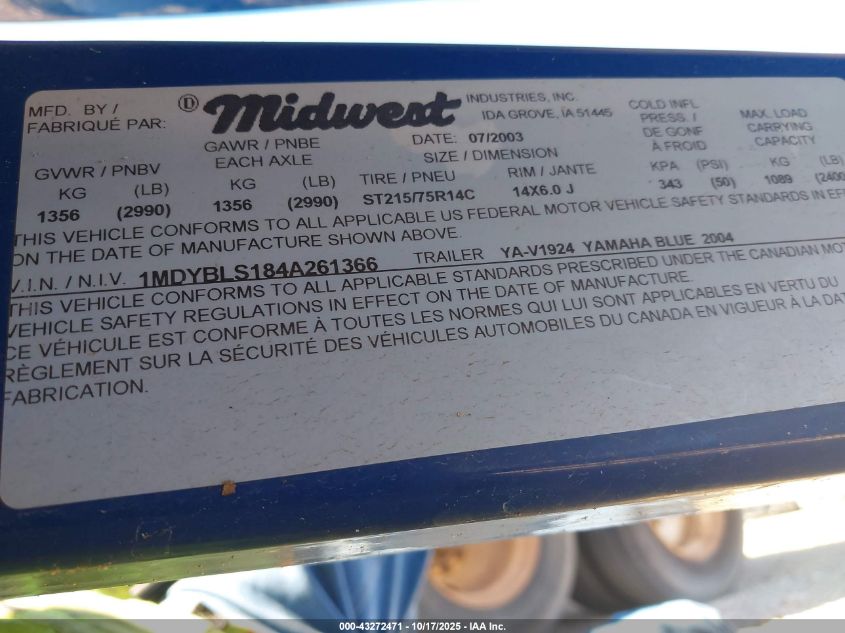 MFD. BY /
FABRIQUÉ PAR:
Ⓓ Midwest
INDUSTRIES, INC.
IDA GROVE, IA 51445
DATE: 07/2003
GVWR / PNBV
KG (LB)
1356 (2990)
GAWR / PNBE
EACH AXLE
KG (LB)
1356 (2990)
SIZE / DIMENSION
TIRE / PNEU
ST215/75R14C
RIM / JANTE
14X6.0 J
COLD INFL
PRESS. /
DE GONF
À FROID
KPA (PSI)
343 (50)
MAX. LOAD
CARRYING
CAPACITY
KG (LB)
1089 (2400
THIS VEHICLE CONFORMS TO ALL APPLICABLE US FEDERAL MOTOR VEHICLE SAFETY STANDARDS IN EFF
ON THE DATE OF MANUFACTURE SHOWN ABOVE.
V.I.N. / N.I.V. 1MDYBLS184A261366 TRAILER YA-V1924 YAMAHA BLUE 2004
THIS VEHICLE CONFORMS TO ALL APPLICABLE STANDARDS PRESCRIBED UNDER THE CANADIAN MOT
VEHICLE SAFETY REGULATIONS IN EFFECT ON THE DATE OF MANUFACTURE.
CE VÉHICULE EST CONFORME À TOUTES LES NORMES QUI LUI SONT APPLICABLES EN VERTU DU
RÈGLEMENT SUR LA SÉCURITÉ DES VÉHICULES AUTOMOBILES DU CANADA EN VIGUEUR À LA DAT
FABRICATION.
000-43272471 - 10/17/2025 - IAA Inc.